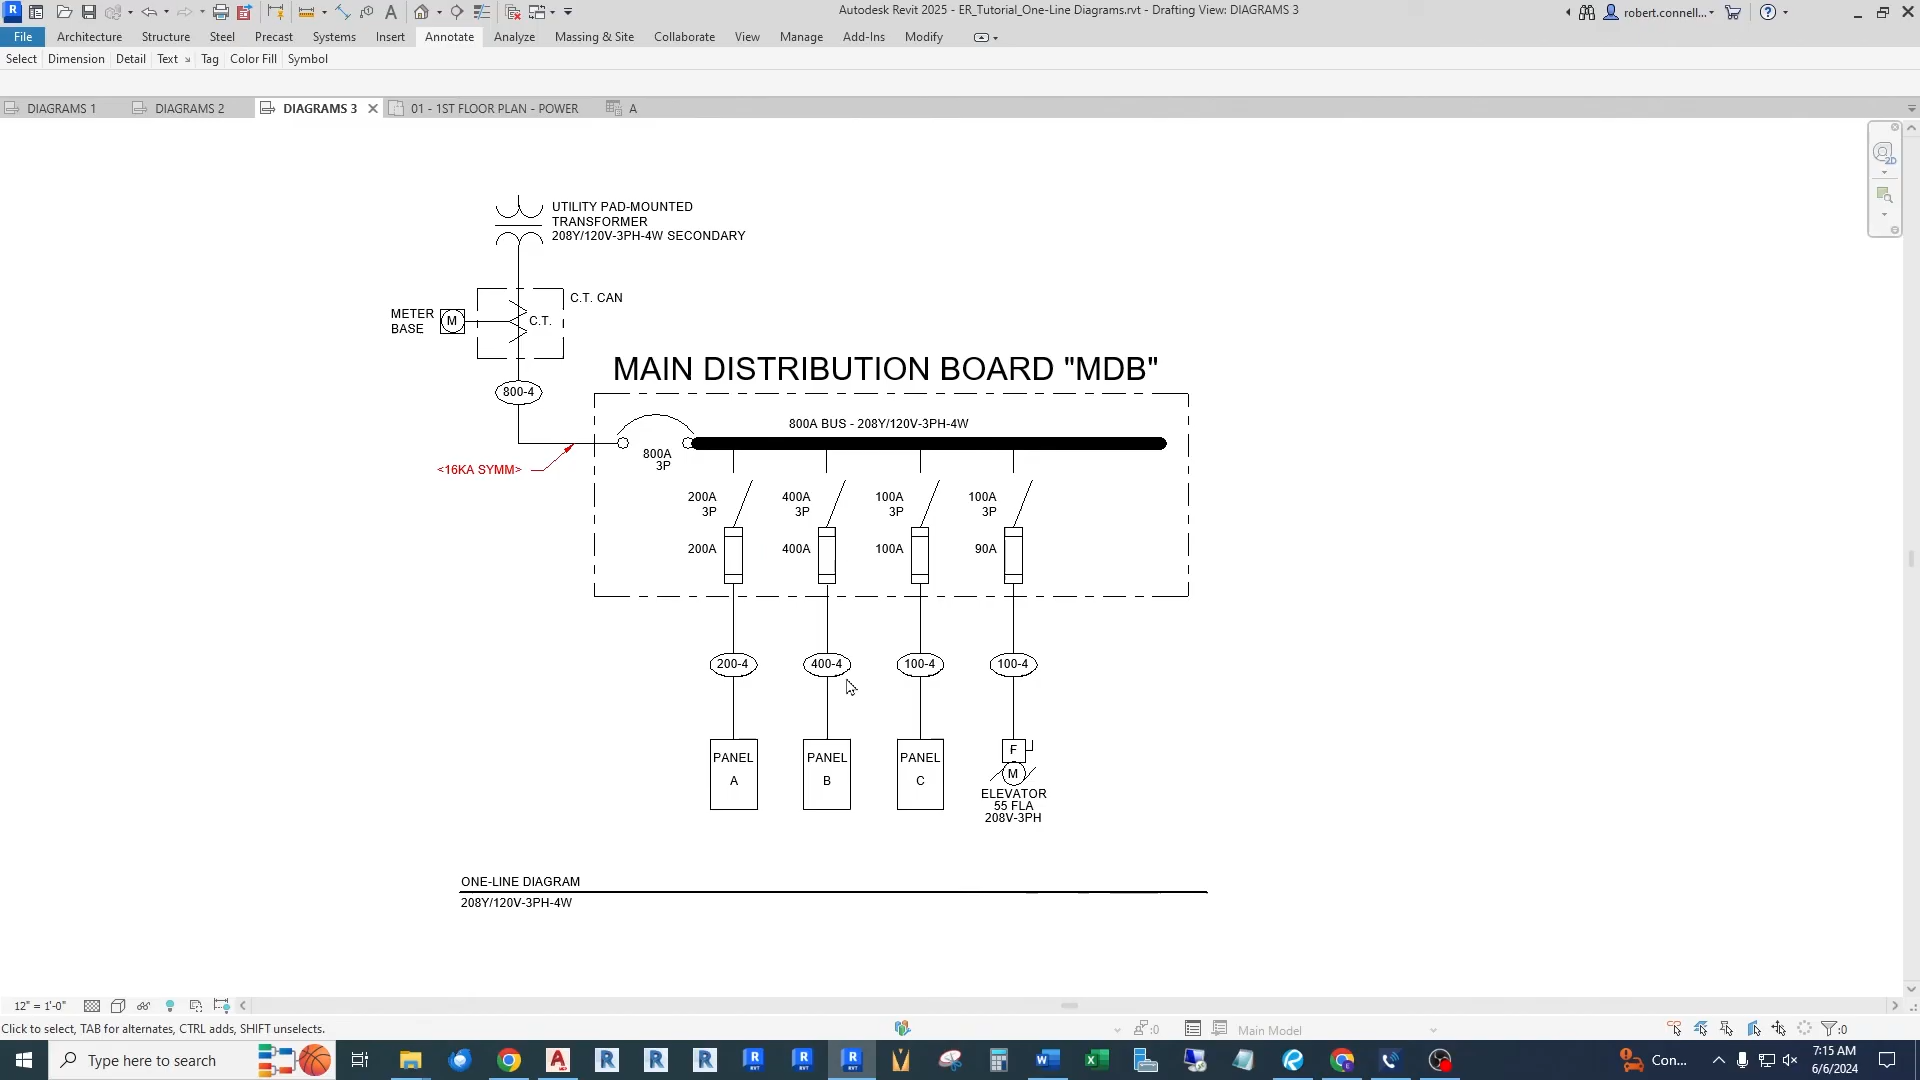 Autodesk Revit 2025 - ER_Tutorial_One-Line Diagrams.rvt - Drafting View: DIAGRAMS 3
robert.connell...
File Architecture Structure Steel Precast Systems Insert Annotate Analyze Massing & Site Collaborate View Manage Add-Ins Modify
Select Dimension Detail Text Tag Color Fill Symbol
DIAGRAMS 1 DIAGRAMS 2 DIAGRAMS 3 01 - 1ST FLOOR PLAN - POWER A
2D
UTILITY PAD-MOUNTED
TRANSFORMER
208Y/120V-3PH-4W SECONDARY
C.T. CAN
METER
BASE
M
C.T.
800-4
MAIN DISTRIBUTION BOARD "MDB"
800A BUS - 208Y/120V-3PH-4W
800A
3P
<16KA SYMM>
200A 400A 100A 100A
3P 3P 3P 3P
200A 400A 100A 90A
200-4 400-4 100-4 100-4
PANEL PANEL PANEL F
A B C M
ELEVATOR
55 FLA
208V-3PH
ONE-LINE DIAGRAM
208Y/120V-3PH-4W
12" = 1'-0"
Click to select, TAB for alternates, CTRL adds, SHIFT unselects.
:0
Main Model
:0
Type here to search
Con...
7:15 AM
6/6/2024